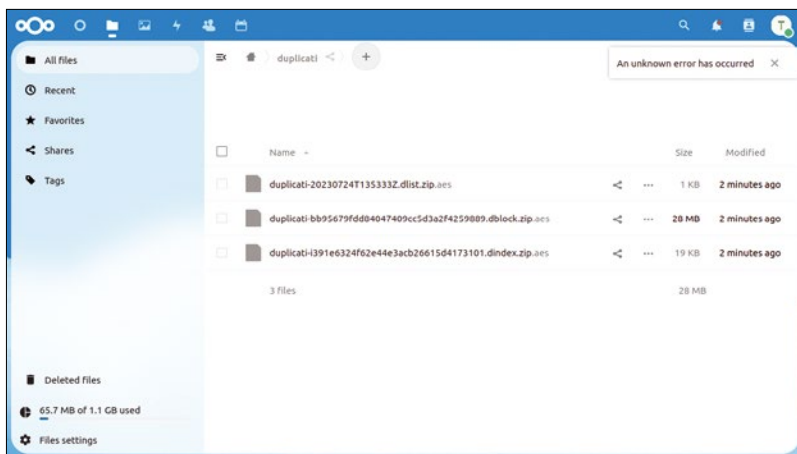 T
All files
duplicati
An unknown error has occurred
Recent
Favorites
Shares
Tags
Name Size Modified
duplicati-20230724T135333Z.dlist.zip.aes 1 KB 2 minutes ago
duplicati-bb95679fdd84047409cc5d3a2f4259889.dblock.zip.aes 28 MB 2 minutes ago
duplicati-i391e6324f62e44e3acb26615d4173101.dindex.zip.aes 19 KB 2 minutes ago
3 files 28 MB
Deleted files
65.7 MB of 1.1 GB used
Files settings